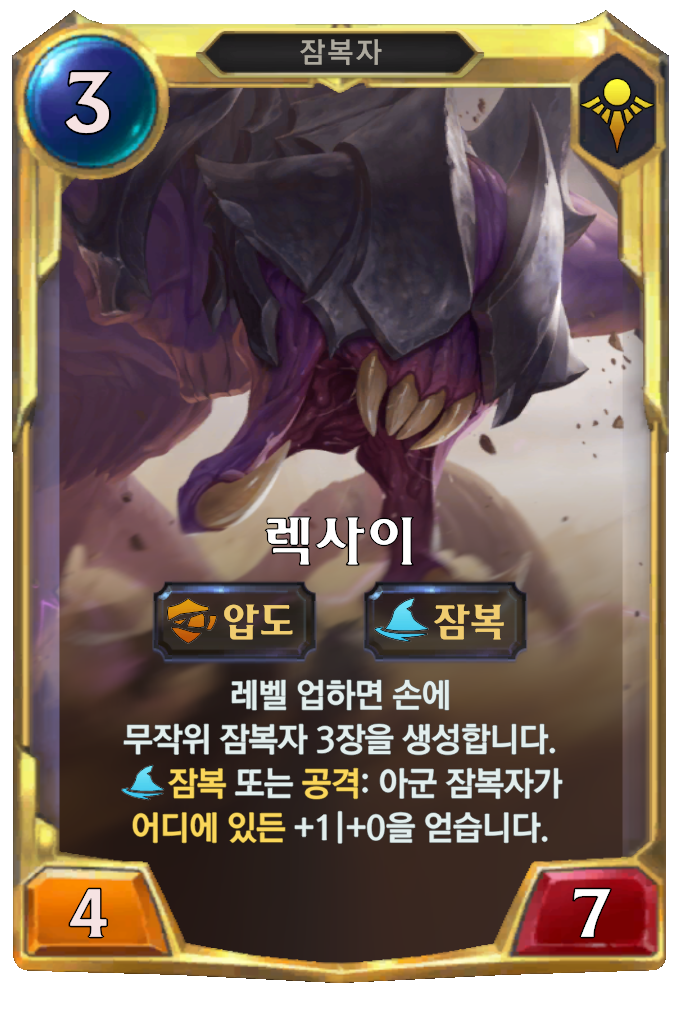 잠복자
3
렉사이
압도 잠복
레벨 업하면 손에
무작위 잠복자 3장을 생성합니다.
잠복 또는 공격: 아군 잠복자가
어디에 있든 +1|+0을 얻습니다.
4 7